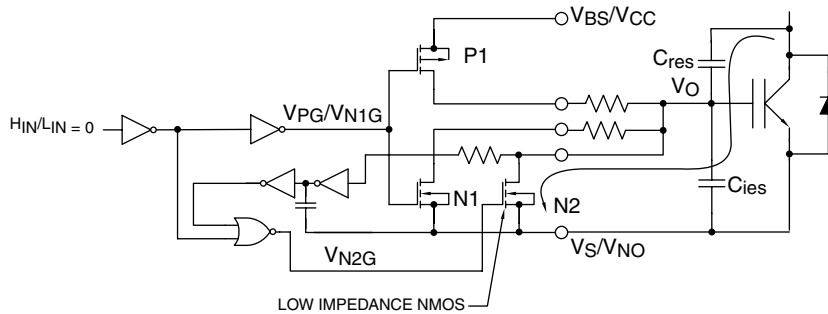 VBS/VCC
P1
Cres
VO
HIN/LIN = 0
VPG/VN1G
N1
N2
Cies
VS/VNO
VN2G
LOW IMPEDANCE NMOS